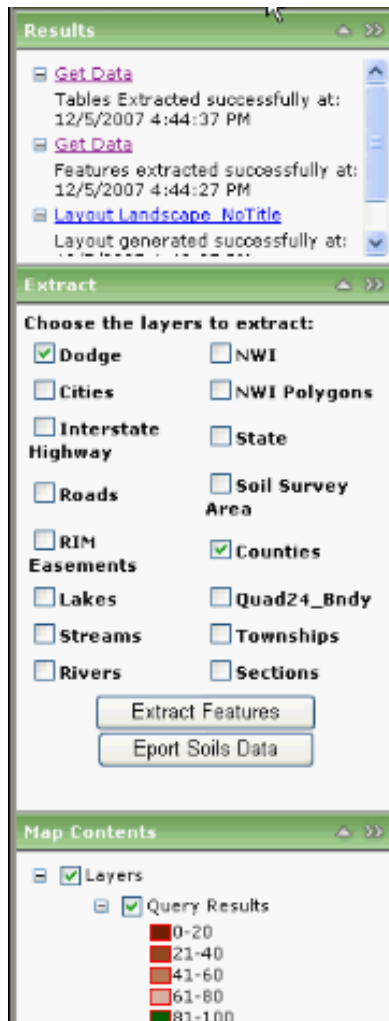 Results
Get Data
Tables Extracted successfully at:
12/5/2007 4:44:37 PM
Get Data
Features extracted successfully at:
12/5/2007 4:44:27 PM
Layout Landscape_NoTitle
Layout generated successfully at:
Extract
Choose the layers to extract:
Dodge NWI
Cities NWI Polygons
Interstate Highway State
Roads Soil Survey Area
RIM Easements Counties
Lakes Quad24_Bndy
Streams Townships
Rivers Sections
Extract Features
Eport Soils Data
Map Contents
Layers
Query Results
0-20
21-40
41-60
61-80
81-100